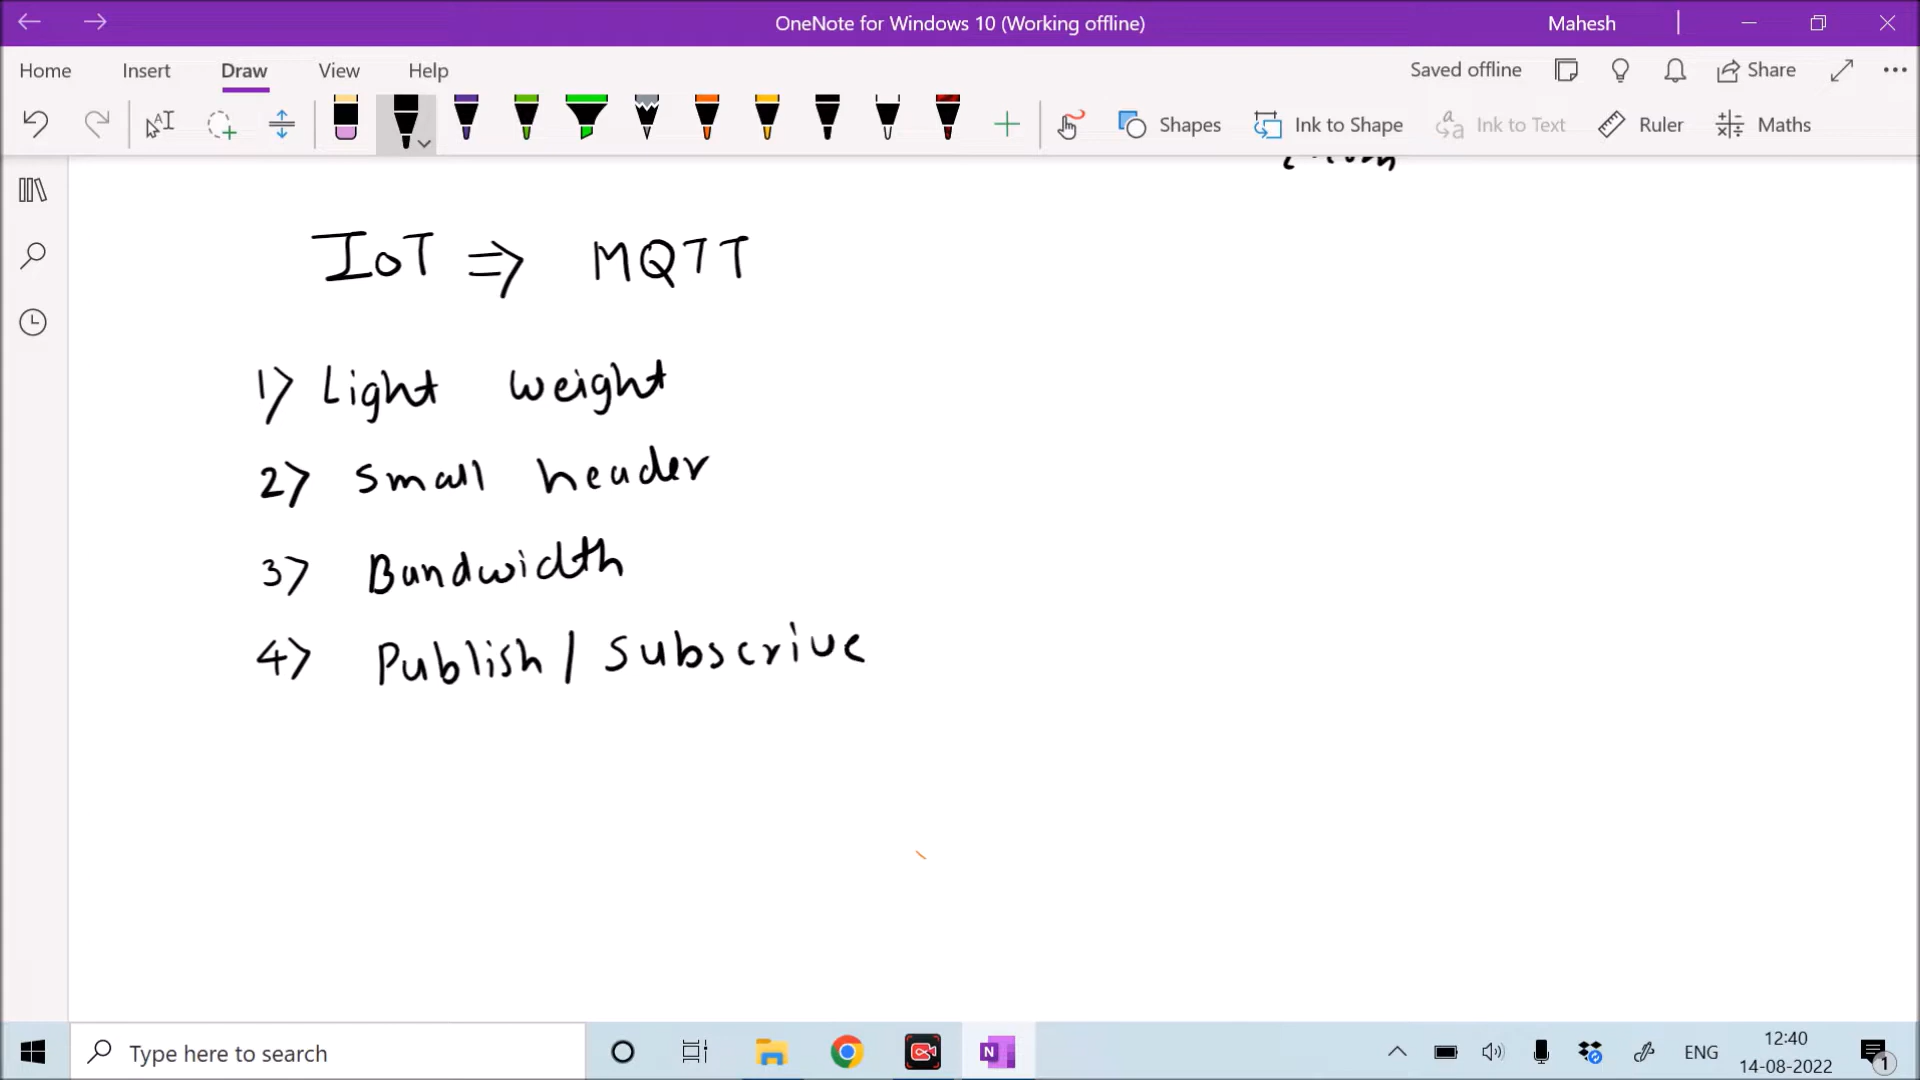 OneNote for Windows 10 (Working offline) Mahesh
Home Insert Draw View Help Saved offline Share
Shapes Ink to Shape Ink to Text Ruler Maths
IoT ⇒ MQTT
1) Light weight
2) Small header
3) Bandwidth
4) Publish / Subscrive
Type here to search
ENG
12:40
14-08-2022
1